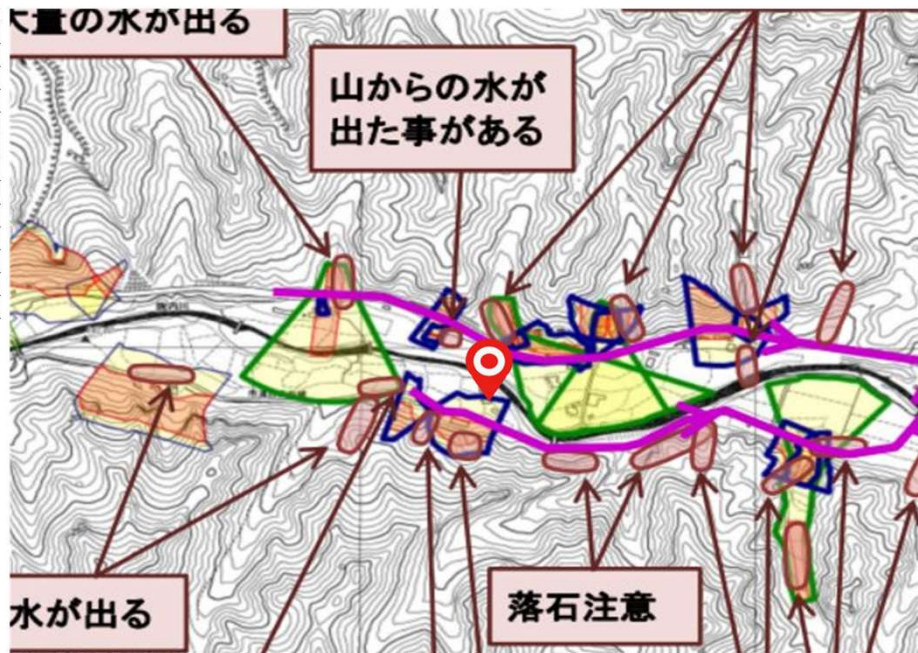 大量の水が出る
山からの水が
出た事がある
水が出る
落石注意